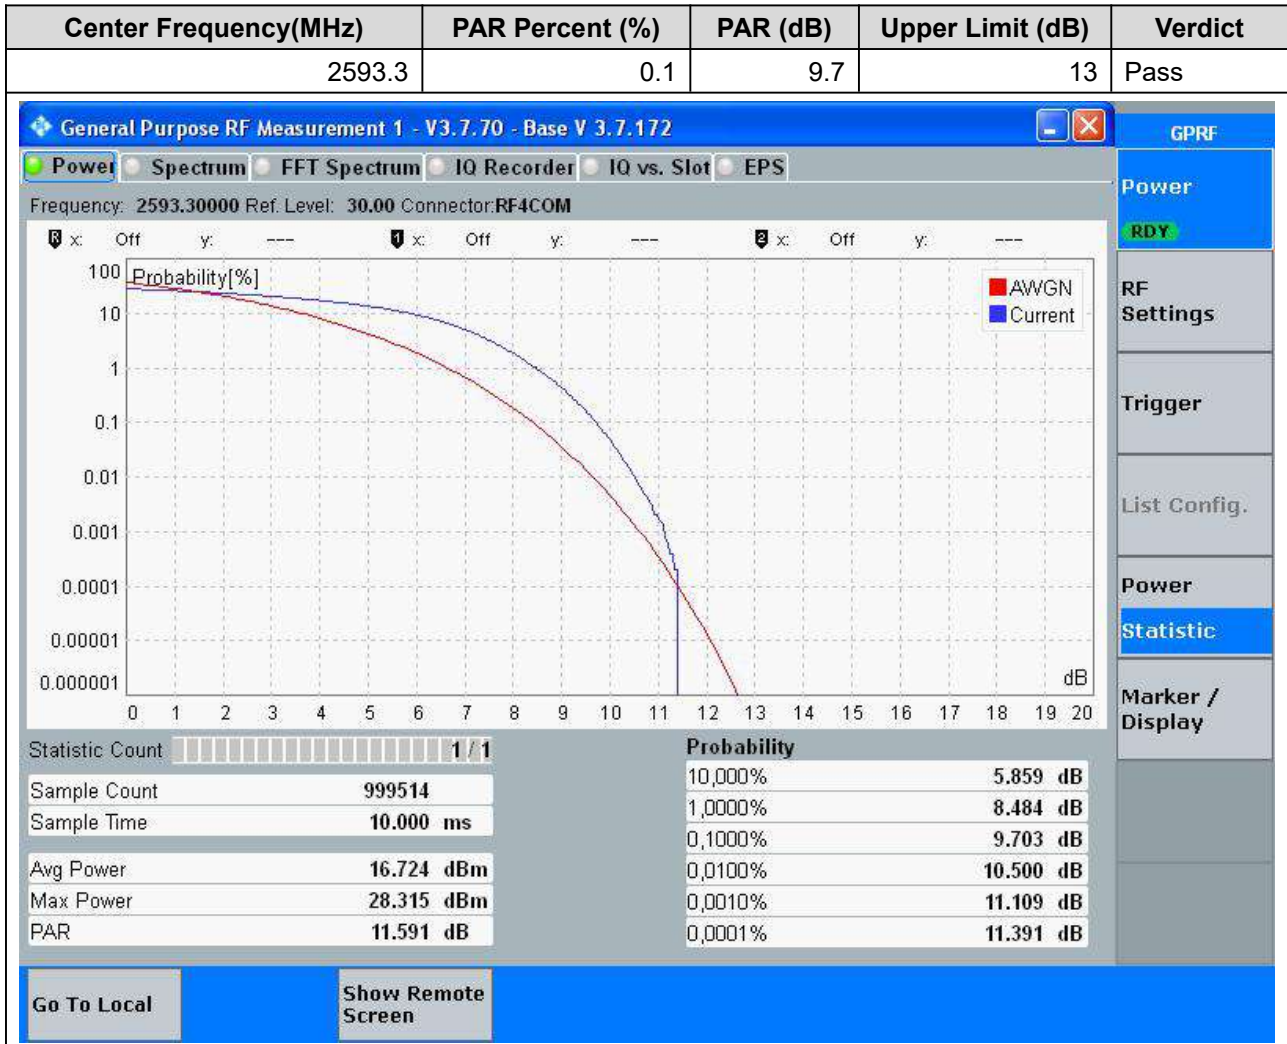 Center Frequency(MHz) PAR Percent (%) PAR (dB) Upper Limit (dB) Verdict
2593.3 0.1 9.7 13 Pass
General Purpose RF Measurement 1 - V3.7.70 - Base V 3.7.172
GPRF
Power Spectrum FFT Spectrum IQ Recorder IQ vs. Slot EPS
Frequency: 2593.30000 Ref. Level: 30.00 Connector:RF4COM
R x: Off y: --- 1 x: Off y: --- 2 x: Off y: ---
Probability[%]
AWGN
Current
100
10
1
0.1
0.01
0.001
0.0001
0.00001
0.000001
dB
0 1 2 3 4 5 6 7 8 9 10 11 12 13 14 15 16 17 18 19 20
Statistic Count 1 / 1
Sample Count 999514
Sample Time 10.000 ms
Avg Power 16.724 dBm
Max Power 28.315 dBm
PAR 11.591 dB
Probability
10,000% 5.859 dB
1,0000% 8.484 dB
0,1000% 9.703 dB
0,0100% 10.500 dB
0,0010% 11.109 dB
0,0001% 11.391 dB
Power
RDY
RF
Settings
Trigger
List Config.
Power
Statistic
Marker /
Display
Go To Local
Show Remote
Screen